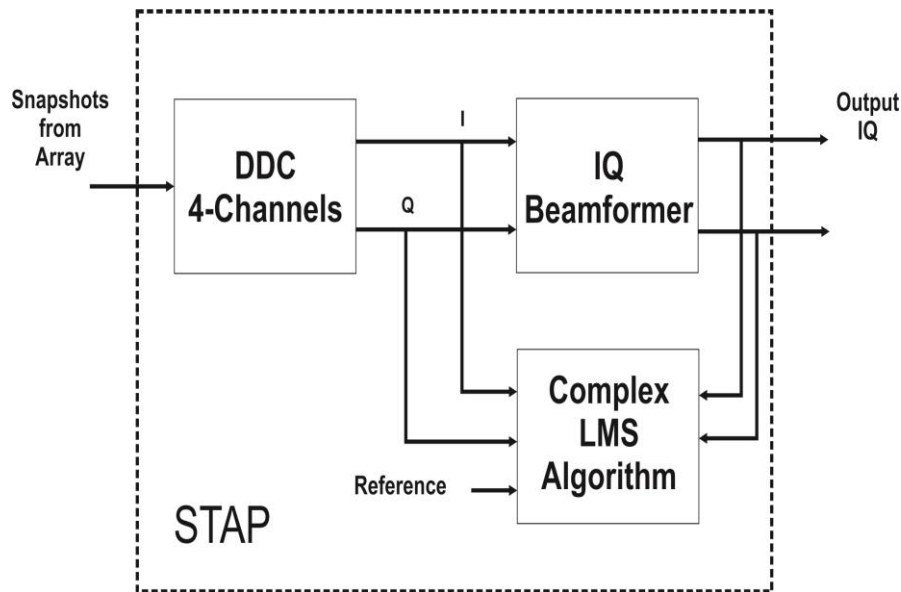 Snapshots
from
Array
DDC
4-Channels
I
Q
IQ
Beamformer
Output
IQ
Complex
LMS
Algorithm
Reference
STAP